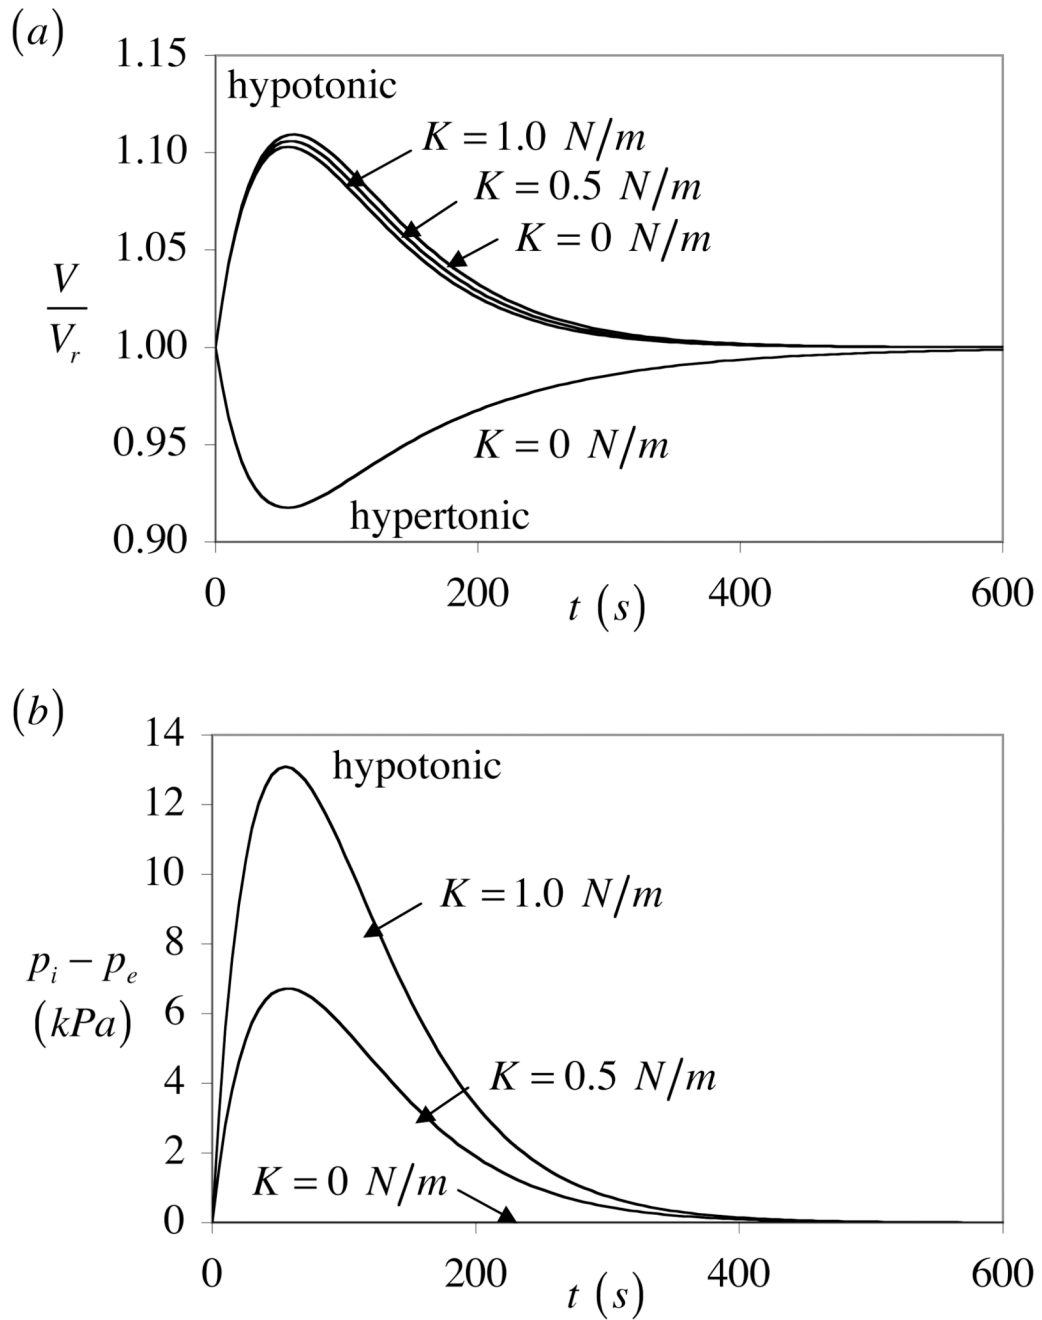 (a)
1.15
hypotonic
K = 1.0 N/m
1.10
K = 0.5 N/m
K = 0 N/m
1.05
V
V_r
1.00
K = 0 N/m
0.95
hypertonic
0.90
0 200 400 600
t (s)
(b)
14
hypotonic
12
10
K = 1.0 N/m
8
p_i − p_e
(kPa)
6
K = 0.5 N/m
4
2
K = 0 N/m
0
0 200 400 600
t (s)